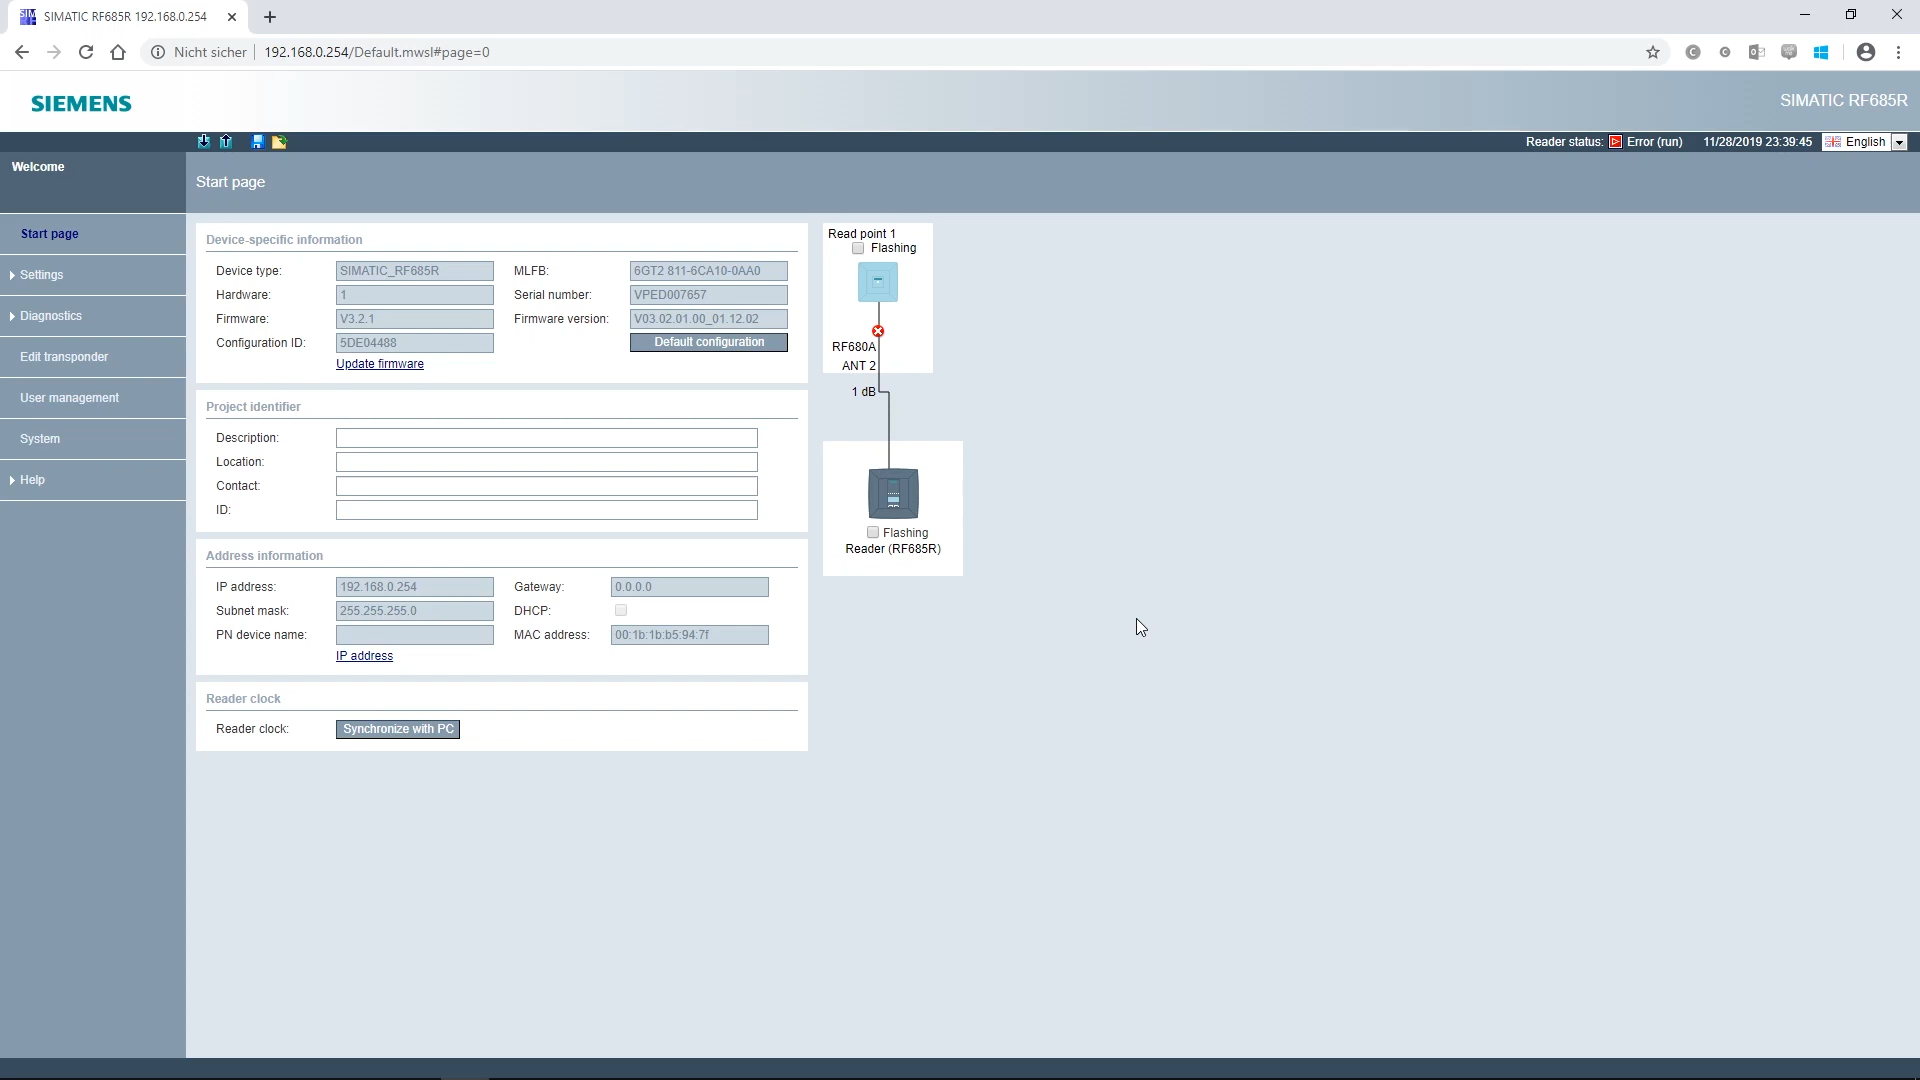 SIMATIC RF685R 192.168.0.254
Nicht sicher 192.168.0.254/Default.mwsl#page=0
SIEMENS
SIMATIC RF685R
Reader status: Error (run) 11/28/2019 23:39:45 English
Welcome
Start page
Start page
Settings
Diagnostics
Edit transponder
User management
System
Help
Device-specific information
Device type: SIMATIC_RF685R MLFB: 6GT2 811-6CA10-0AA0
Hardware: 1 Serial number: VPED007657
Firmware: V3.2.1 Firmware version: V03.02.01.00_01.12.02
Configuration ID: 5DE04488 Default configuration
Update firmware
Project identifier
Description:
Location:
Contact:
ID:
Address information
IP address: 192.168.0.254 Gateway: 0.0.0.0
Subnet mask: 255.255.255.0 DHCP:
PN device name: MAC address: 00:1b:1b:b5:94:7f
IP address
Reader clock
Reader clock: Synchronize with PC
Read point 1
Flashing
RF680A
ANT 2
1 dB
Flashing
Reader (RF685R)